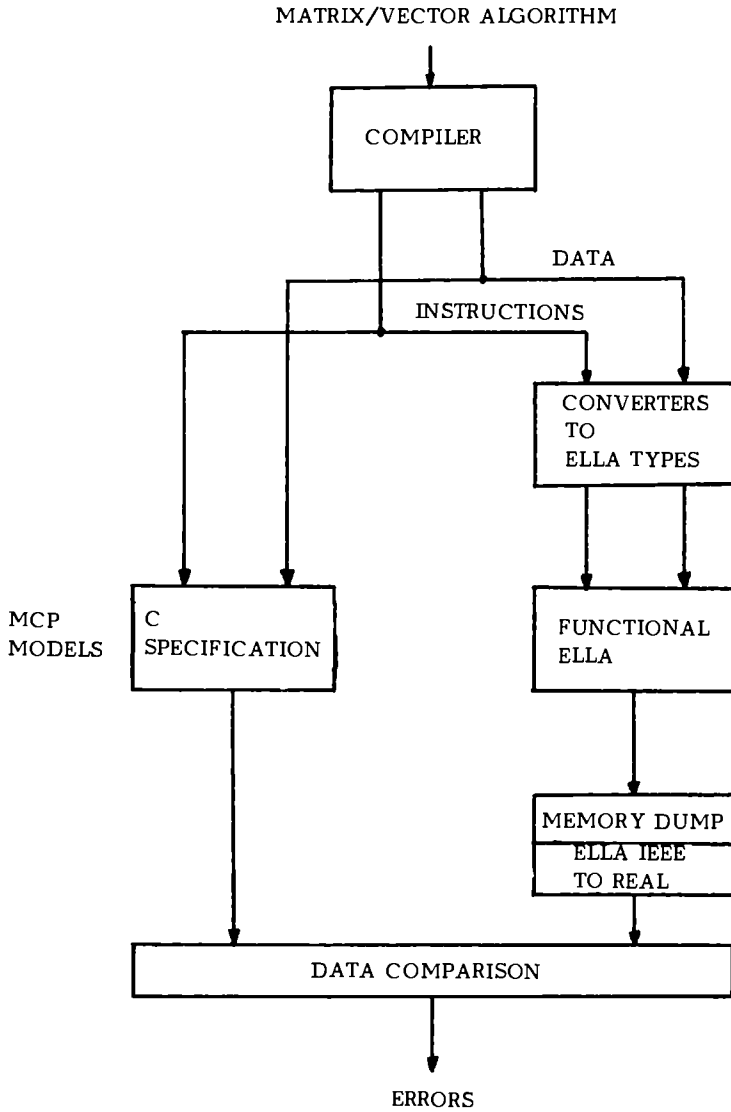 MATRIX/VECTOR ALGORITHM
COMPILER
DATA
INSTRUCTIONS
CONVERTERS
TO
ELLA TYPES
MCP
MODELS
C
SPECIFICATION
FUNCTIONAL
ELLA
MEMORY DUMP
ELLA IEEE
TO REAL
DATA COMPARISON
ERRORS